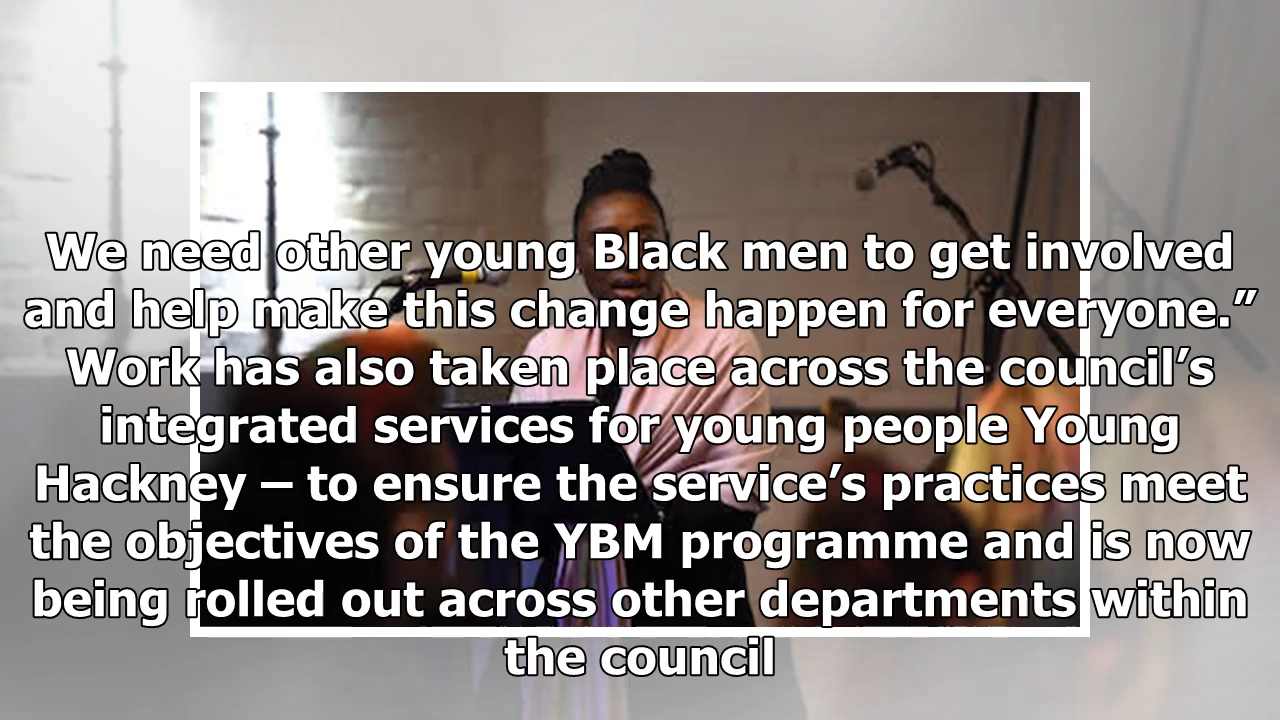 We need other young Black men to get involved
and help make this change happen for everyone.”
Work has also taken place across the council’s
integrated services for young people Young
Hackney – to ensure the service’s practices meet
the objectives of the YBM programme and is now
being rolled out across other departments within
the council